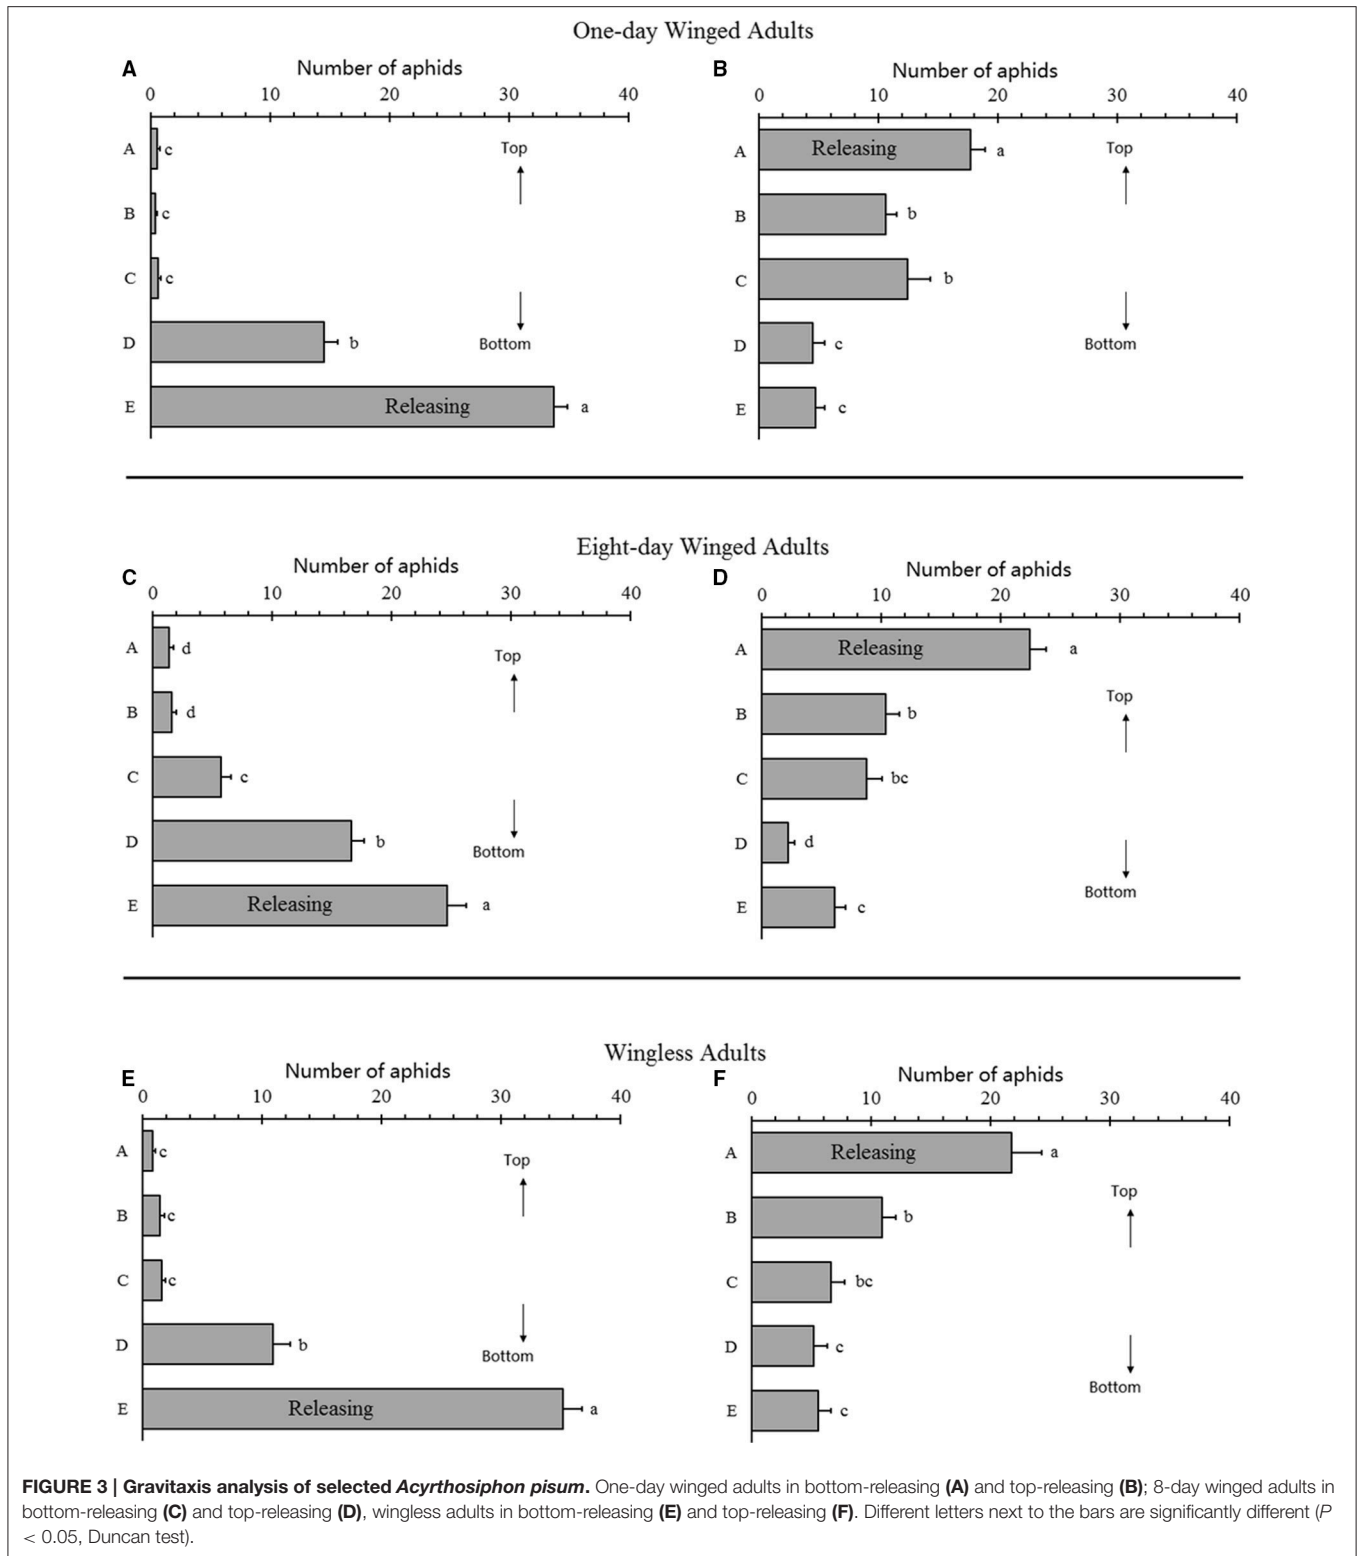 One-day Winged Adults
A
Number of aphids
0 10 20 30 40
A c
B c
C c
D b
E Releasing a
Top
Bottom
B
Number of aphids
0 10 20 30 40
A Releasing a
B b
C b
D c
E c
Top
Bottom
Eight-day Winged Adults
C
Number of aphids
0 10 20 30 40
A d
B d
C c
D b
E Releasing a
Top
Bottom
D
Number of aphids
0 10 20 30 40
A Releasing a
B b
C bc
D d
E c
Top
Bottom
Wingless Adults
E
Number of aphids
0 10 20 30 40
A c
B c
C c
D b
E Releasing a
Top
Bottom
F
Number of aphids
0 10 20 30 40
A Releasing a
B b
C bc
D c
E c
Top
Bottom
FIGURE 3 | Gravitaxis analysis of selected Acyrthosiphon pisum. One-day winged adults in bottom-releasing (A) and top-releasing (B); 8-day winged adults in
bottom-releasing (C) and top-releasing (D), wingless adults in bottom-releasing (E) and top-releasing (F). Different letters next to the bars are significantly different (P
< 0.05, Duncan test).